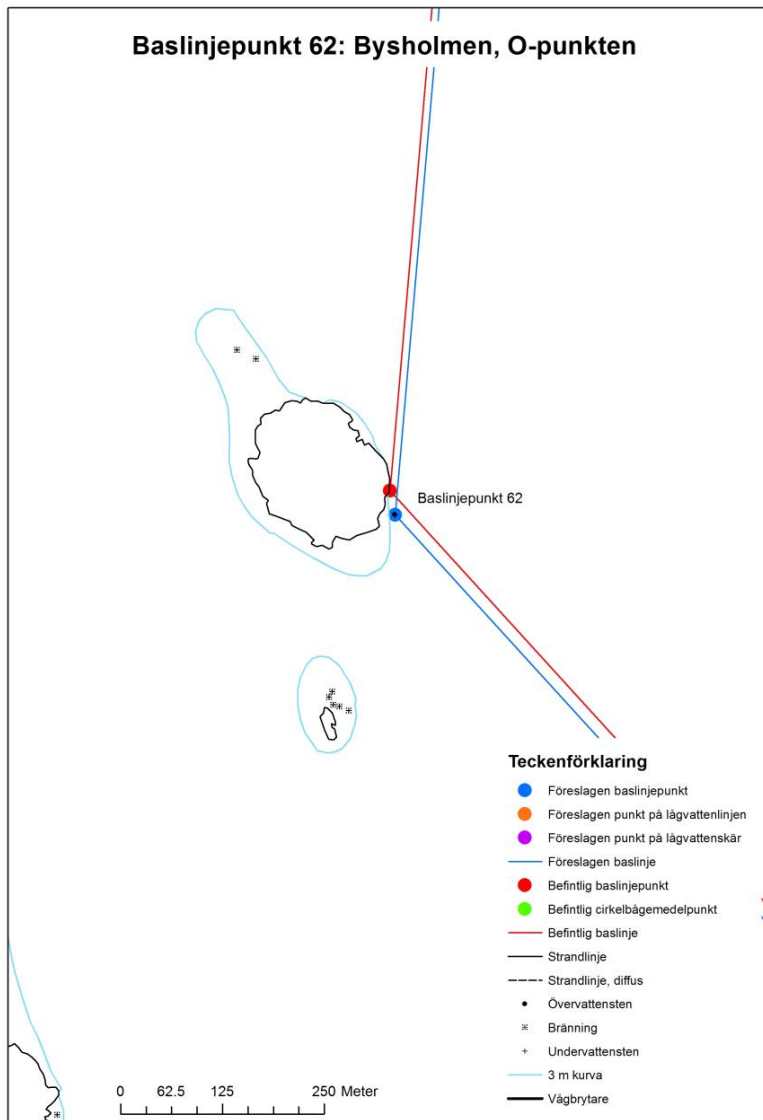 Baslinjepunkt 62: Bysholmen, O-punkten
Baslinjepunkt 62
Teckenförklaring
Föreslagen baslinjepunkt
Föreslagen punkt på lågvattenlinjen
Föreslagen punkt på lågvattenskär
Föreslagen baslinje
Befintlig baslinjepunkt
Befintlig cirkelbågemedelpunkt
Befintlig baslinje
Strandlinje
Strandlinje, diffus
Övervattensten
Bränning
Undervattensten
3 m kurva
Vågbrytare
0 62.5 125 250 Meter